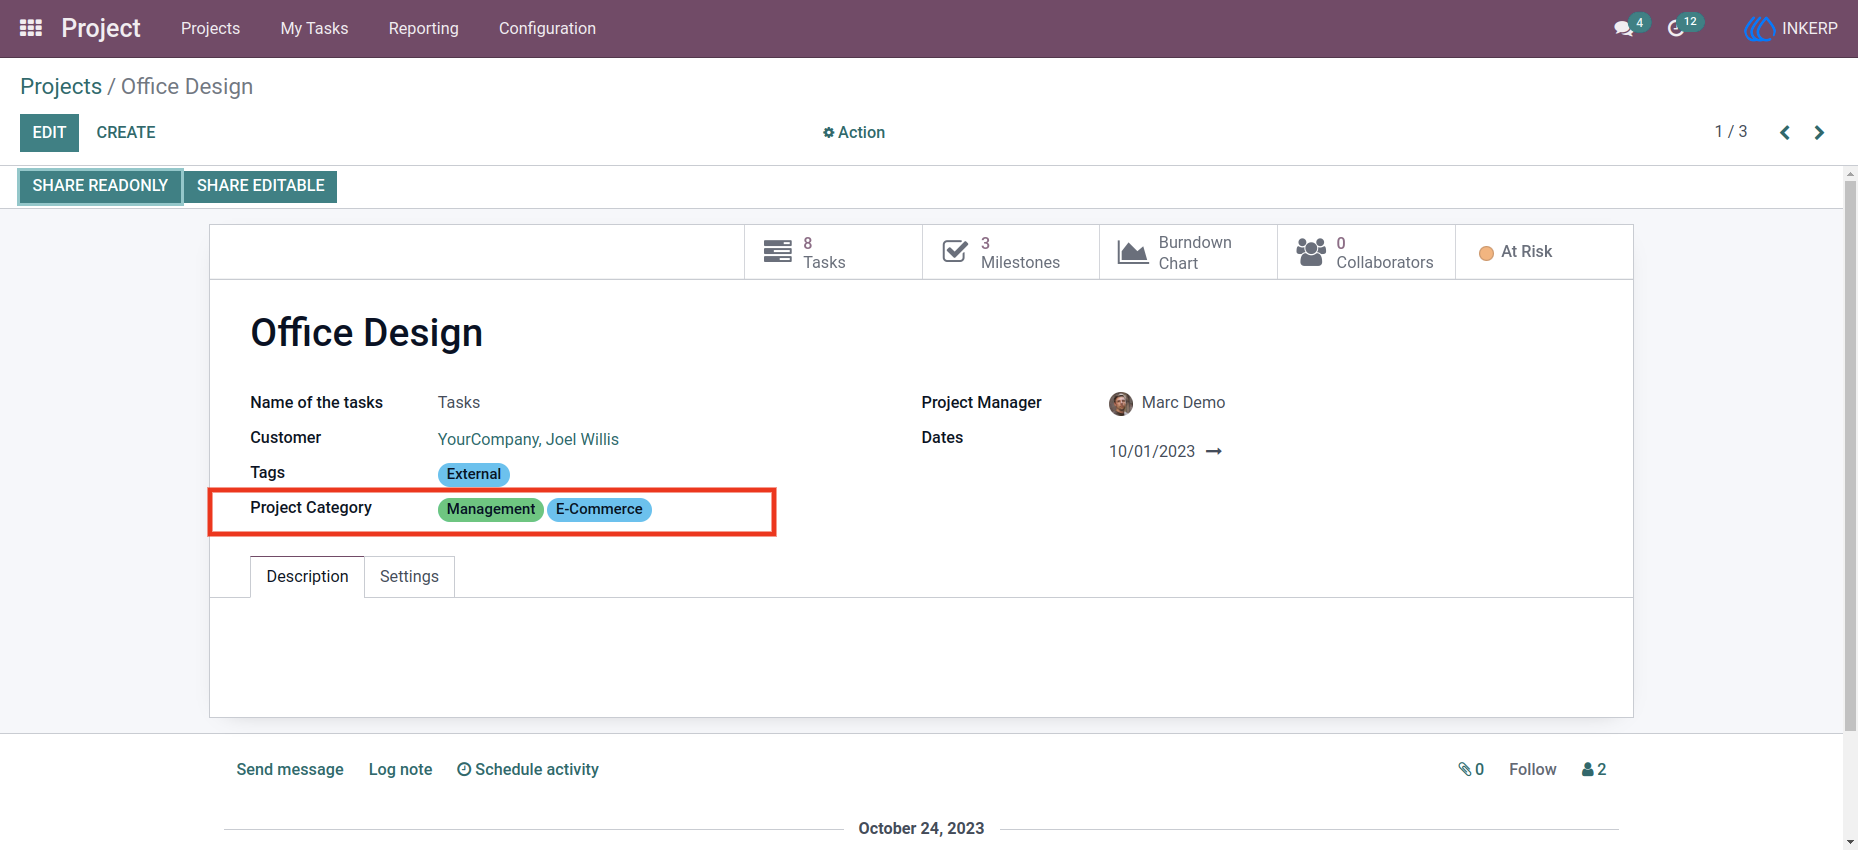 Project Projects My Tasks Reporting Configuration 4 12 INKERP
Projects / Office Design
EDIT CREATE Action 1 / 3
SHARE READONLY SHARE EDITABLE
8 Tasks
3 Milestones
Burndown Chart
0 Collaborators
At Risk
Office Design
Name of the tasks Tasks
Project Manager Marc Demo
Customer YourCompany, Joel Willis
Dates 10/01/2023
Tags External
Project Category Management E-Commerce
Description Settings
Send message Log note Schedule activity 0 Follow 2
October 24, 2023